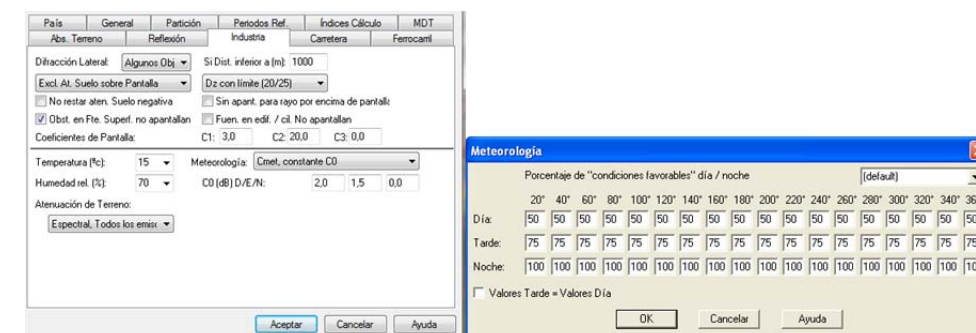 País General Partición Periodos Ref. Índices Cálculo MDT
Abs. Terreno Reflexión Industria Carretera Ferrocarril
Difracción Lateral: Algunos Obj Si Dist. inferior a (m): 1000
Excl. At. Suelo sobre Pantalla Dz con límite (20/25)
No restar aten. Suelo negativa Sin apant. para rayo por encima de pantalla
Obst. en Fte. Superf. no apantallan Fuen. en edif. / cil. No apantallan
Coeficientes de Pantalla: C1: 3,0 C2: 20,0 C3: 0,0
Temperatura (ºc): 15 Meteorología: Cmet, constante C0
Humedad rel. (%): 70 C0 (dB) D/E/N: 2,0 1,5 0,0
Atenuación de Terreno:
Espectral, Todos los emisc
Aceptar Cancelar Ayuda
Meteorología
Porcentaje de "condiciones favorables" día / noche (default)
20° 40° 60° 80° 100° 120° 140° 160° 180° 200° 220° 240° 260° 280° 300° 320° 340° 36
Día: 50 50 50 50 50 50 50 50 50 50 50 50 50 50 50 50 50 50
Tarde: 75 75 75 75 75 75 75 75 75 75 75 75 75 75 75 75 75 75
Noche: 100 100 100 100 100 100 100 100 100 100 100 100 100 100 100 100 100 10
Valores Tarde = Valores Día
OK Cancelar Ayuda